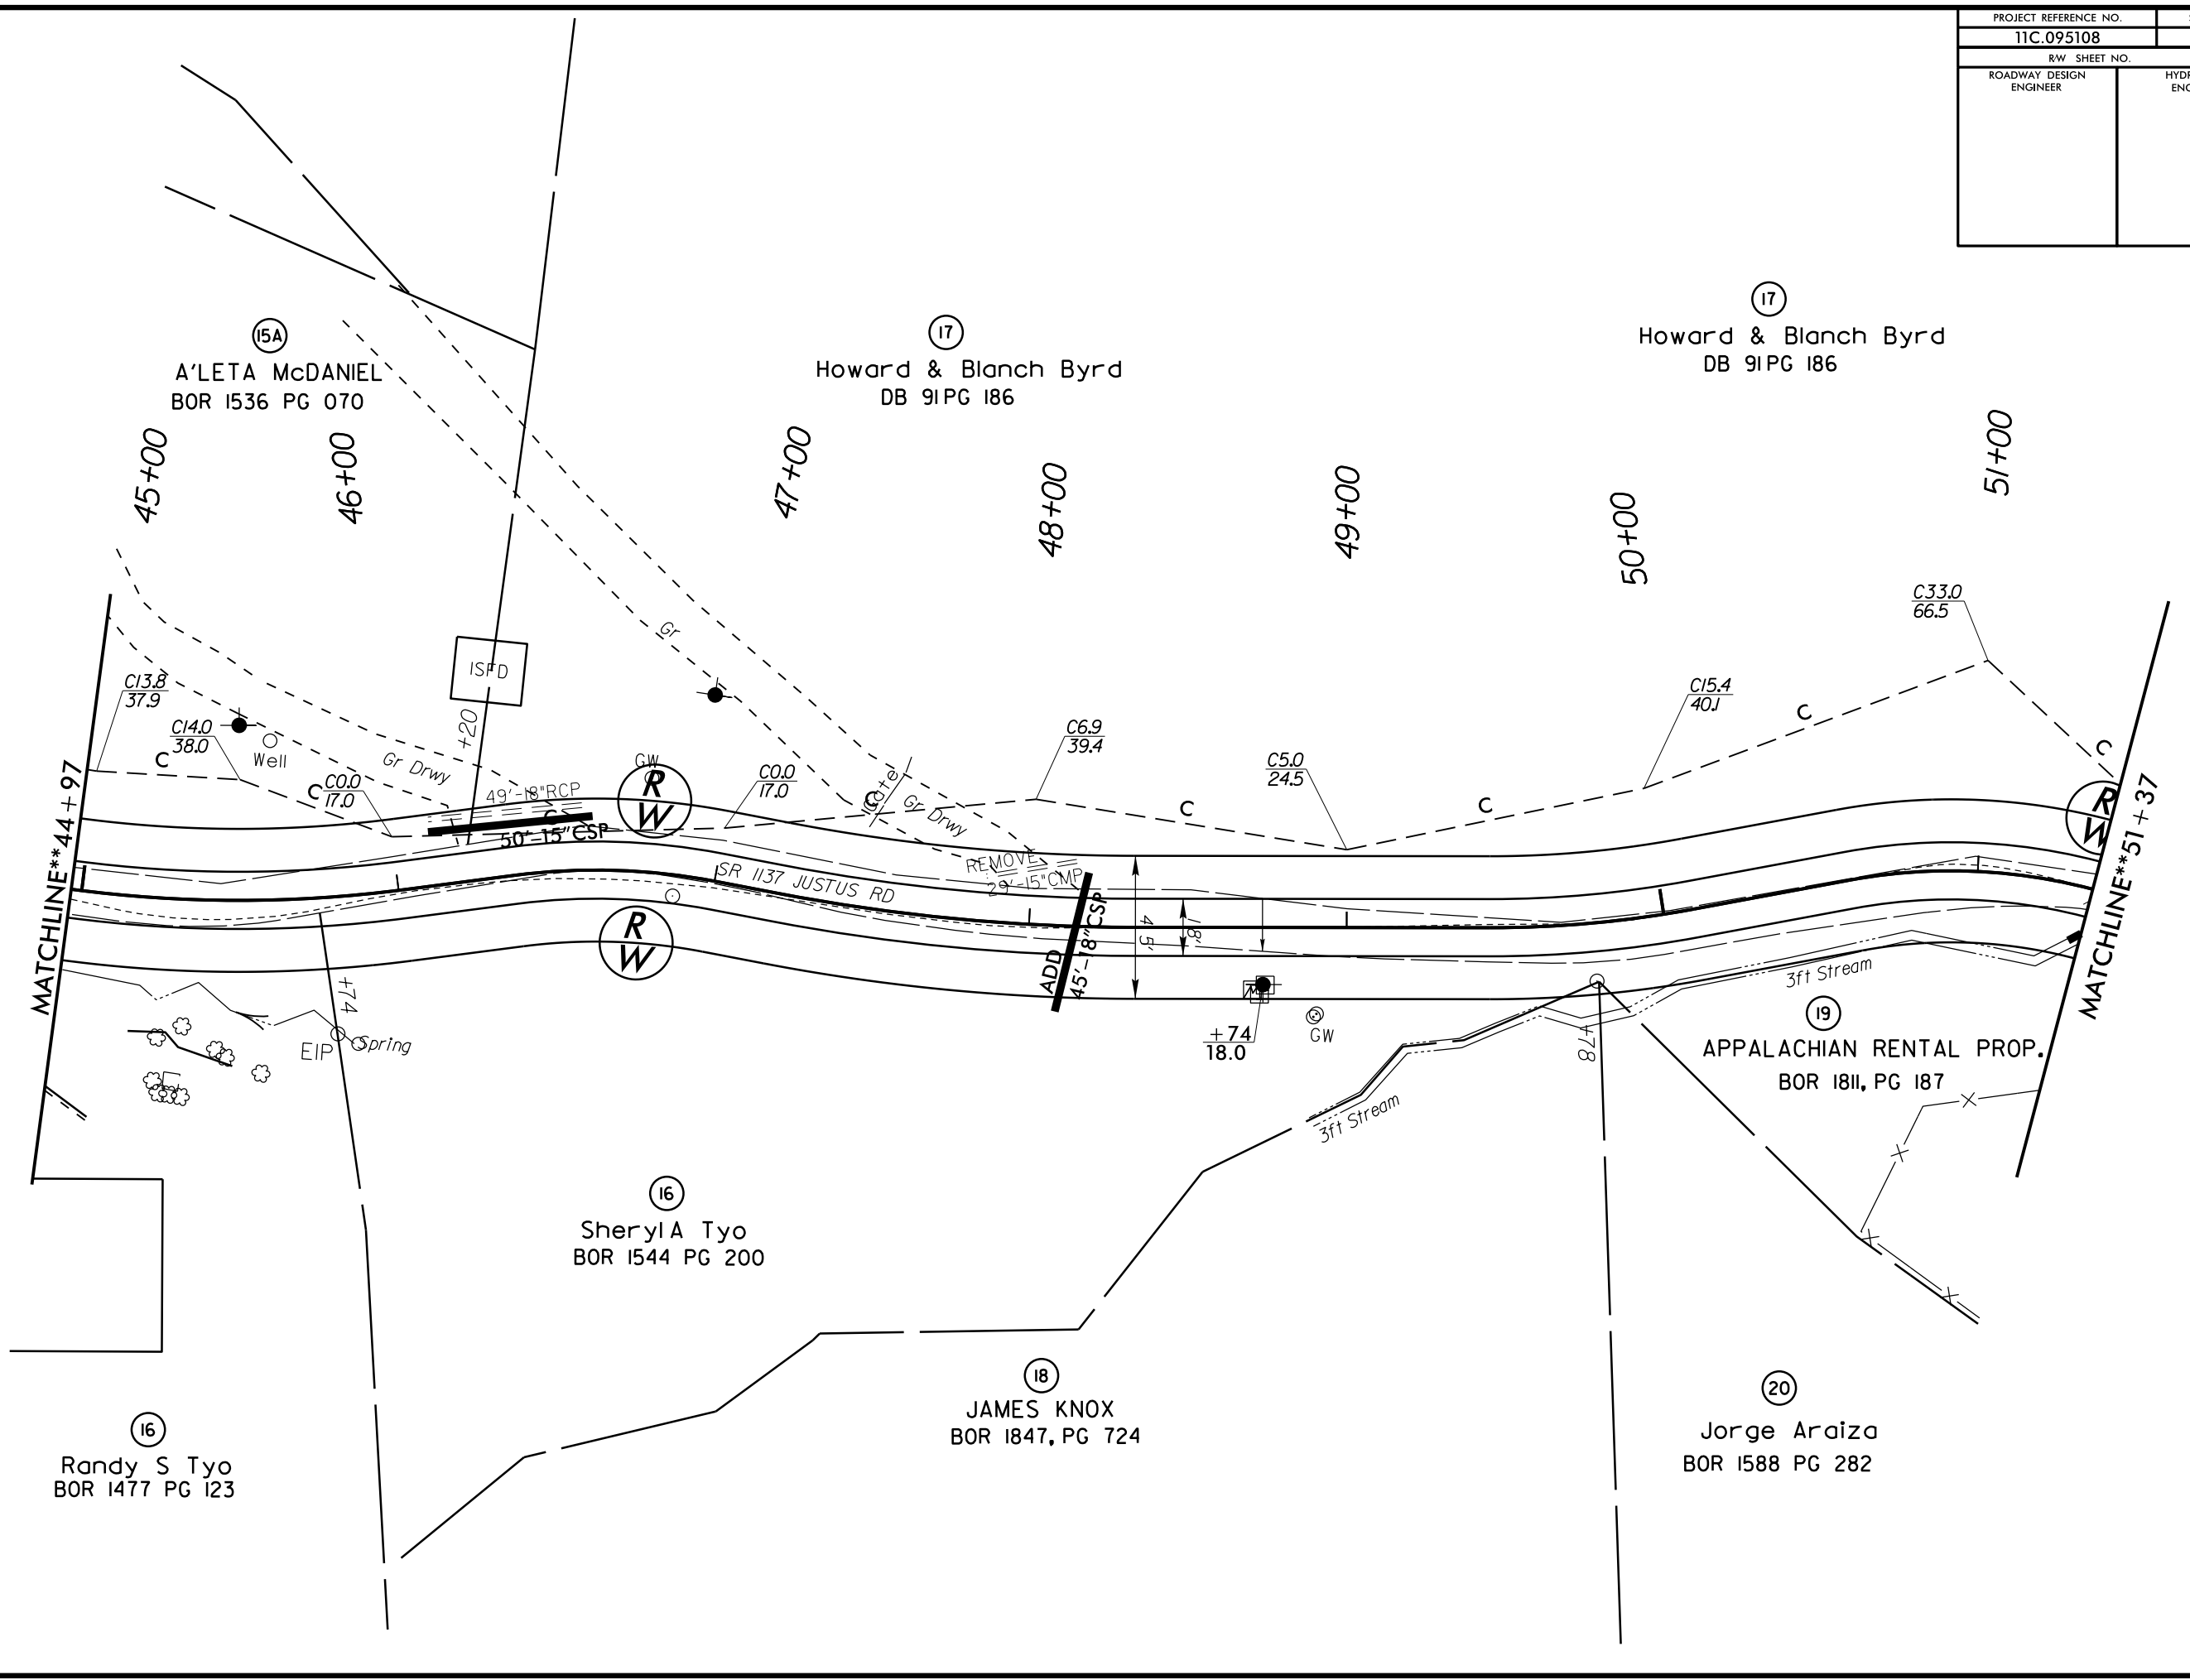 PROJECT REFERENCE NO.
11C.095108
RW SHEET NO.
ROADWAY DESIGN
ENGINEER
15A
A'LETA McDANIEL
BOR 1536 PG 070
17
Howard & Blanch Byrd
DB 91 PG 186
17
Howard & Blanch Byrd
DB 91 PG 186
45+00
46+00
47+00
48+00
49+00
50+00
51+00
C13.8
37.9
C14.0
38.0
C
Well
Gr Drwy
C0.0
17.0
C
+20
ISFD
Gr
GW
49'-18"RCP
C
50'-15"CSP
R
W
C0.0
17.0
Gate
C
Gr Drwy
C6.9
39.4
C
C5.0
24.5
C
C15.4
40.1
C
C33.0
66.5
C
R
W
MATCHLINE**44+97
MATCHLINE**51+37
REMOVE
29'-15"CMP
SR 1137 JUSTUS RD
R
W
ADD
45'-18"CSP
45'
18'
+74
EIP
Spring
+74
18.0
GW
3ft Stream
3ft Stream
+78
19
APPALACHIAN RENTAL PROP.
BOR 1811, PG 187
16
Sheryl A Tyo
BOR 1544 PG 200
18
JAMES KNOX
BOR 1847, PG 724
20
Jorge Araiza
BOR 1588 PG 282
16
Randy S Tyo
BOR 1477 PG 123